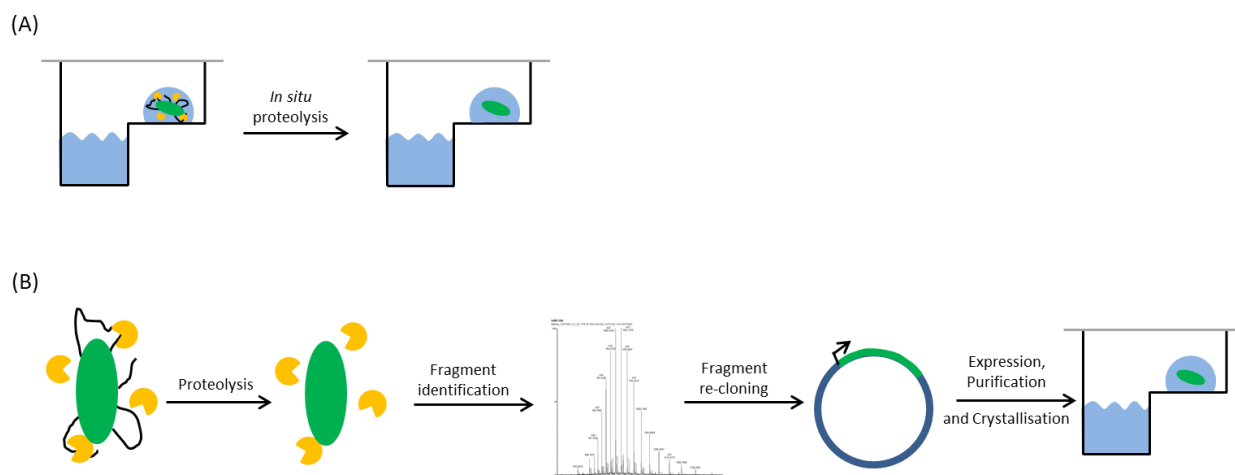 (A)
In situ
proteolysis
(B)
Proteolysis
Fragment
identification
Fragment
re-cloning
Expression,
Purification
and Crystallisation